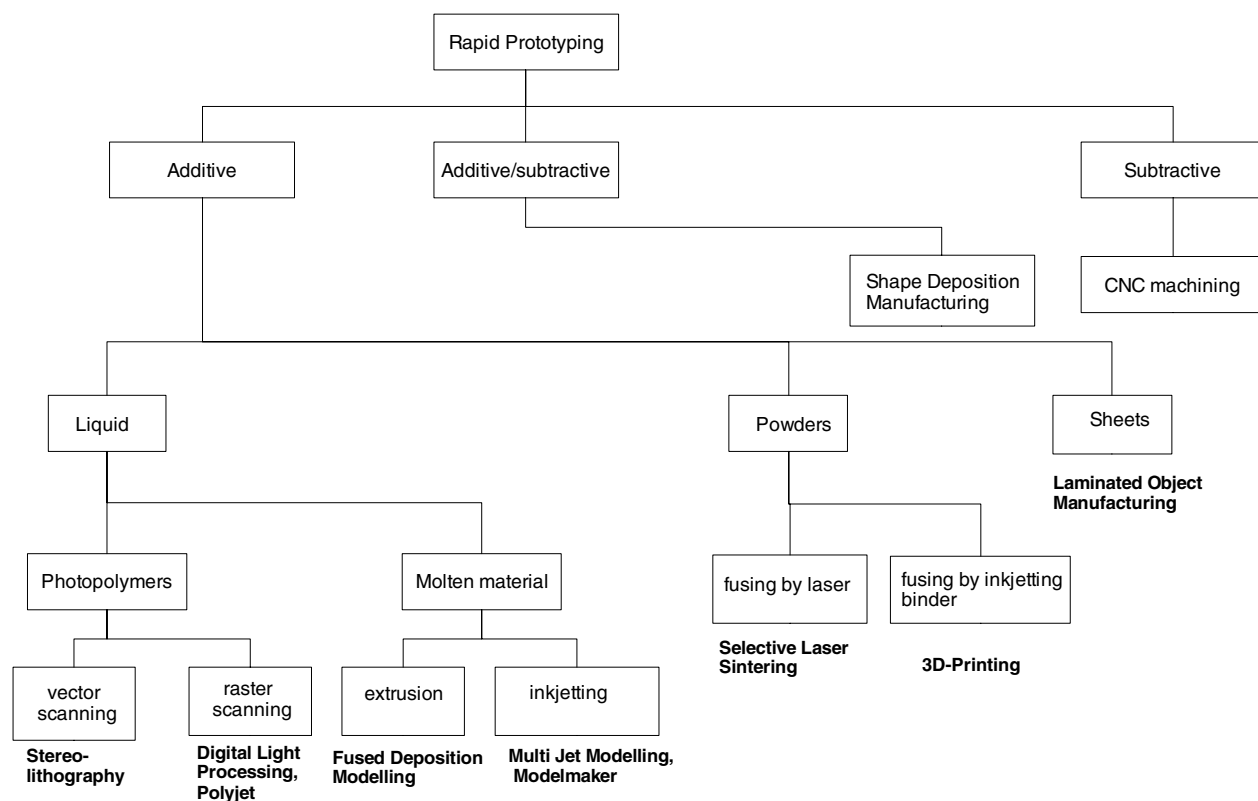 Rapid Prototyping
Additive
Additive/subtractive
Subtractive
Shape Deposition
Manufacturing
CNC machining
Liquid
Powders
Sheets
Laminated Object
Manufacturing
Photopolymers
Molten material
fusing by laser
fusing by inkjetting
binder
Selective Laser
Sintering
3D-Printing
vector
scanning
raster
scanning
extrusion
inkjetting
Stereo-
lithography
Digital Light
Processing,
Polyjet
Fused Deposition
Modelling
Multi Jet Modelling,
Modelmaker